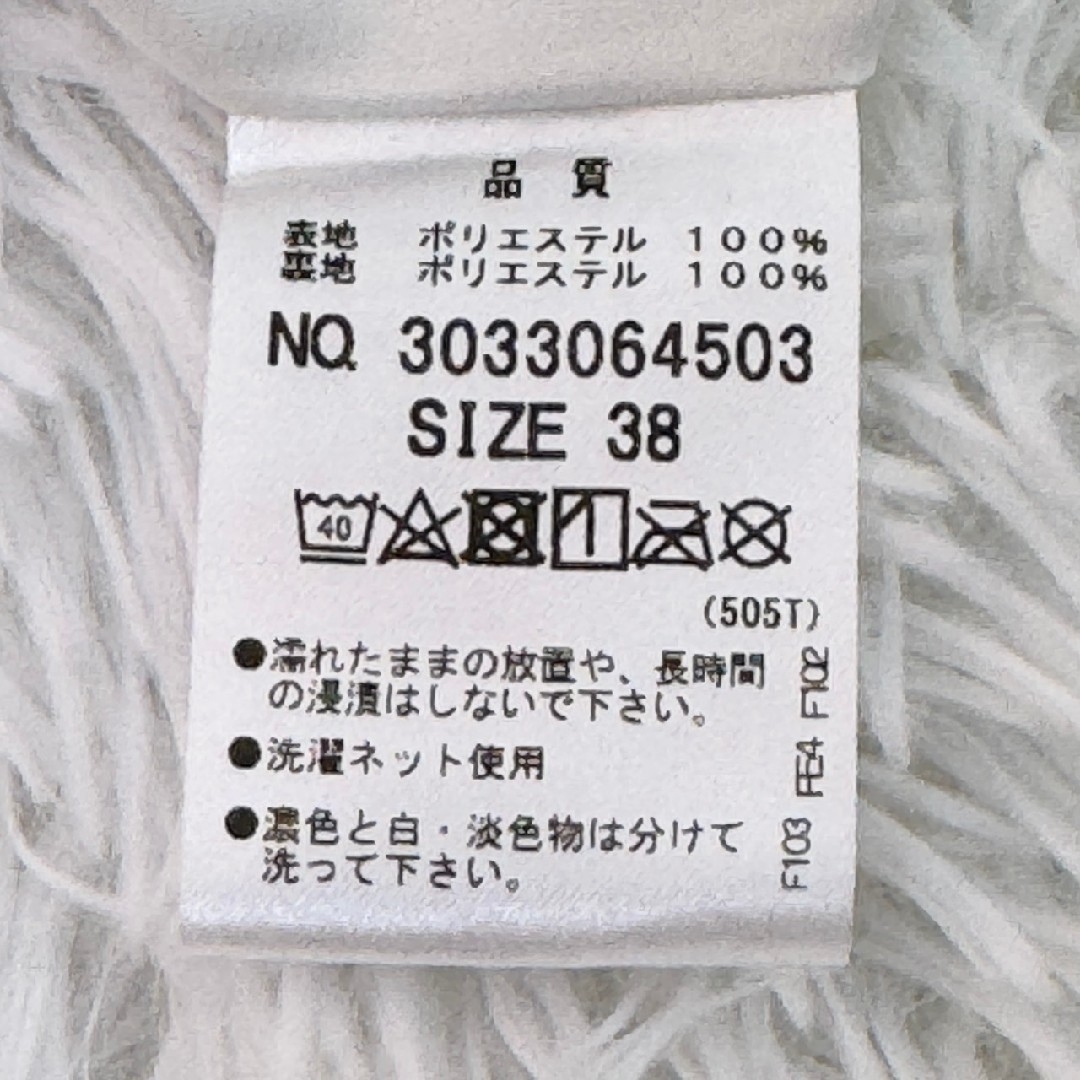 品 質
表地 ポリエステル 100%
裏地 ポリエステル 100%
NO. 3033064503
SIZE 38
40
(505T)
●濡れたままの放置や、長時間
の浸漬はしないで下さい。
●洗濯ネット使用
●濃色と白・淡色物は分けて
洗って下さい。
F102
FE4
F103